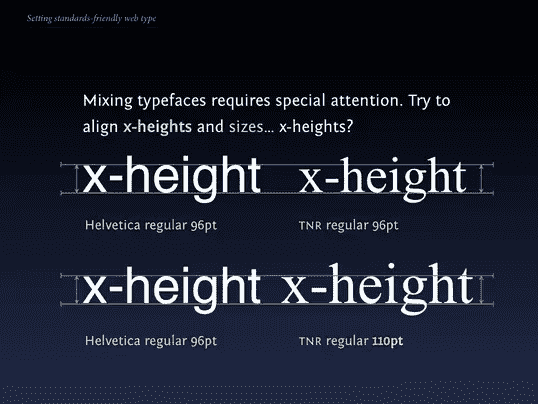 Setting standards-friendly web type
Mixing typefaces requires special attention. Try to
align x-heights and sizes... x-heights?
x-height x-height
Helvetica regular 96pt TNR regular 96pt
x-height x-height
Helvetica regular 96pt TNR regular 110pt